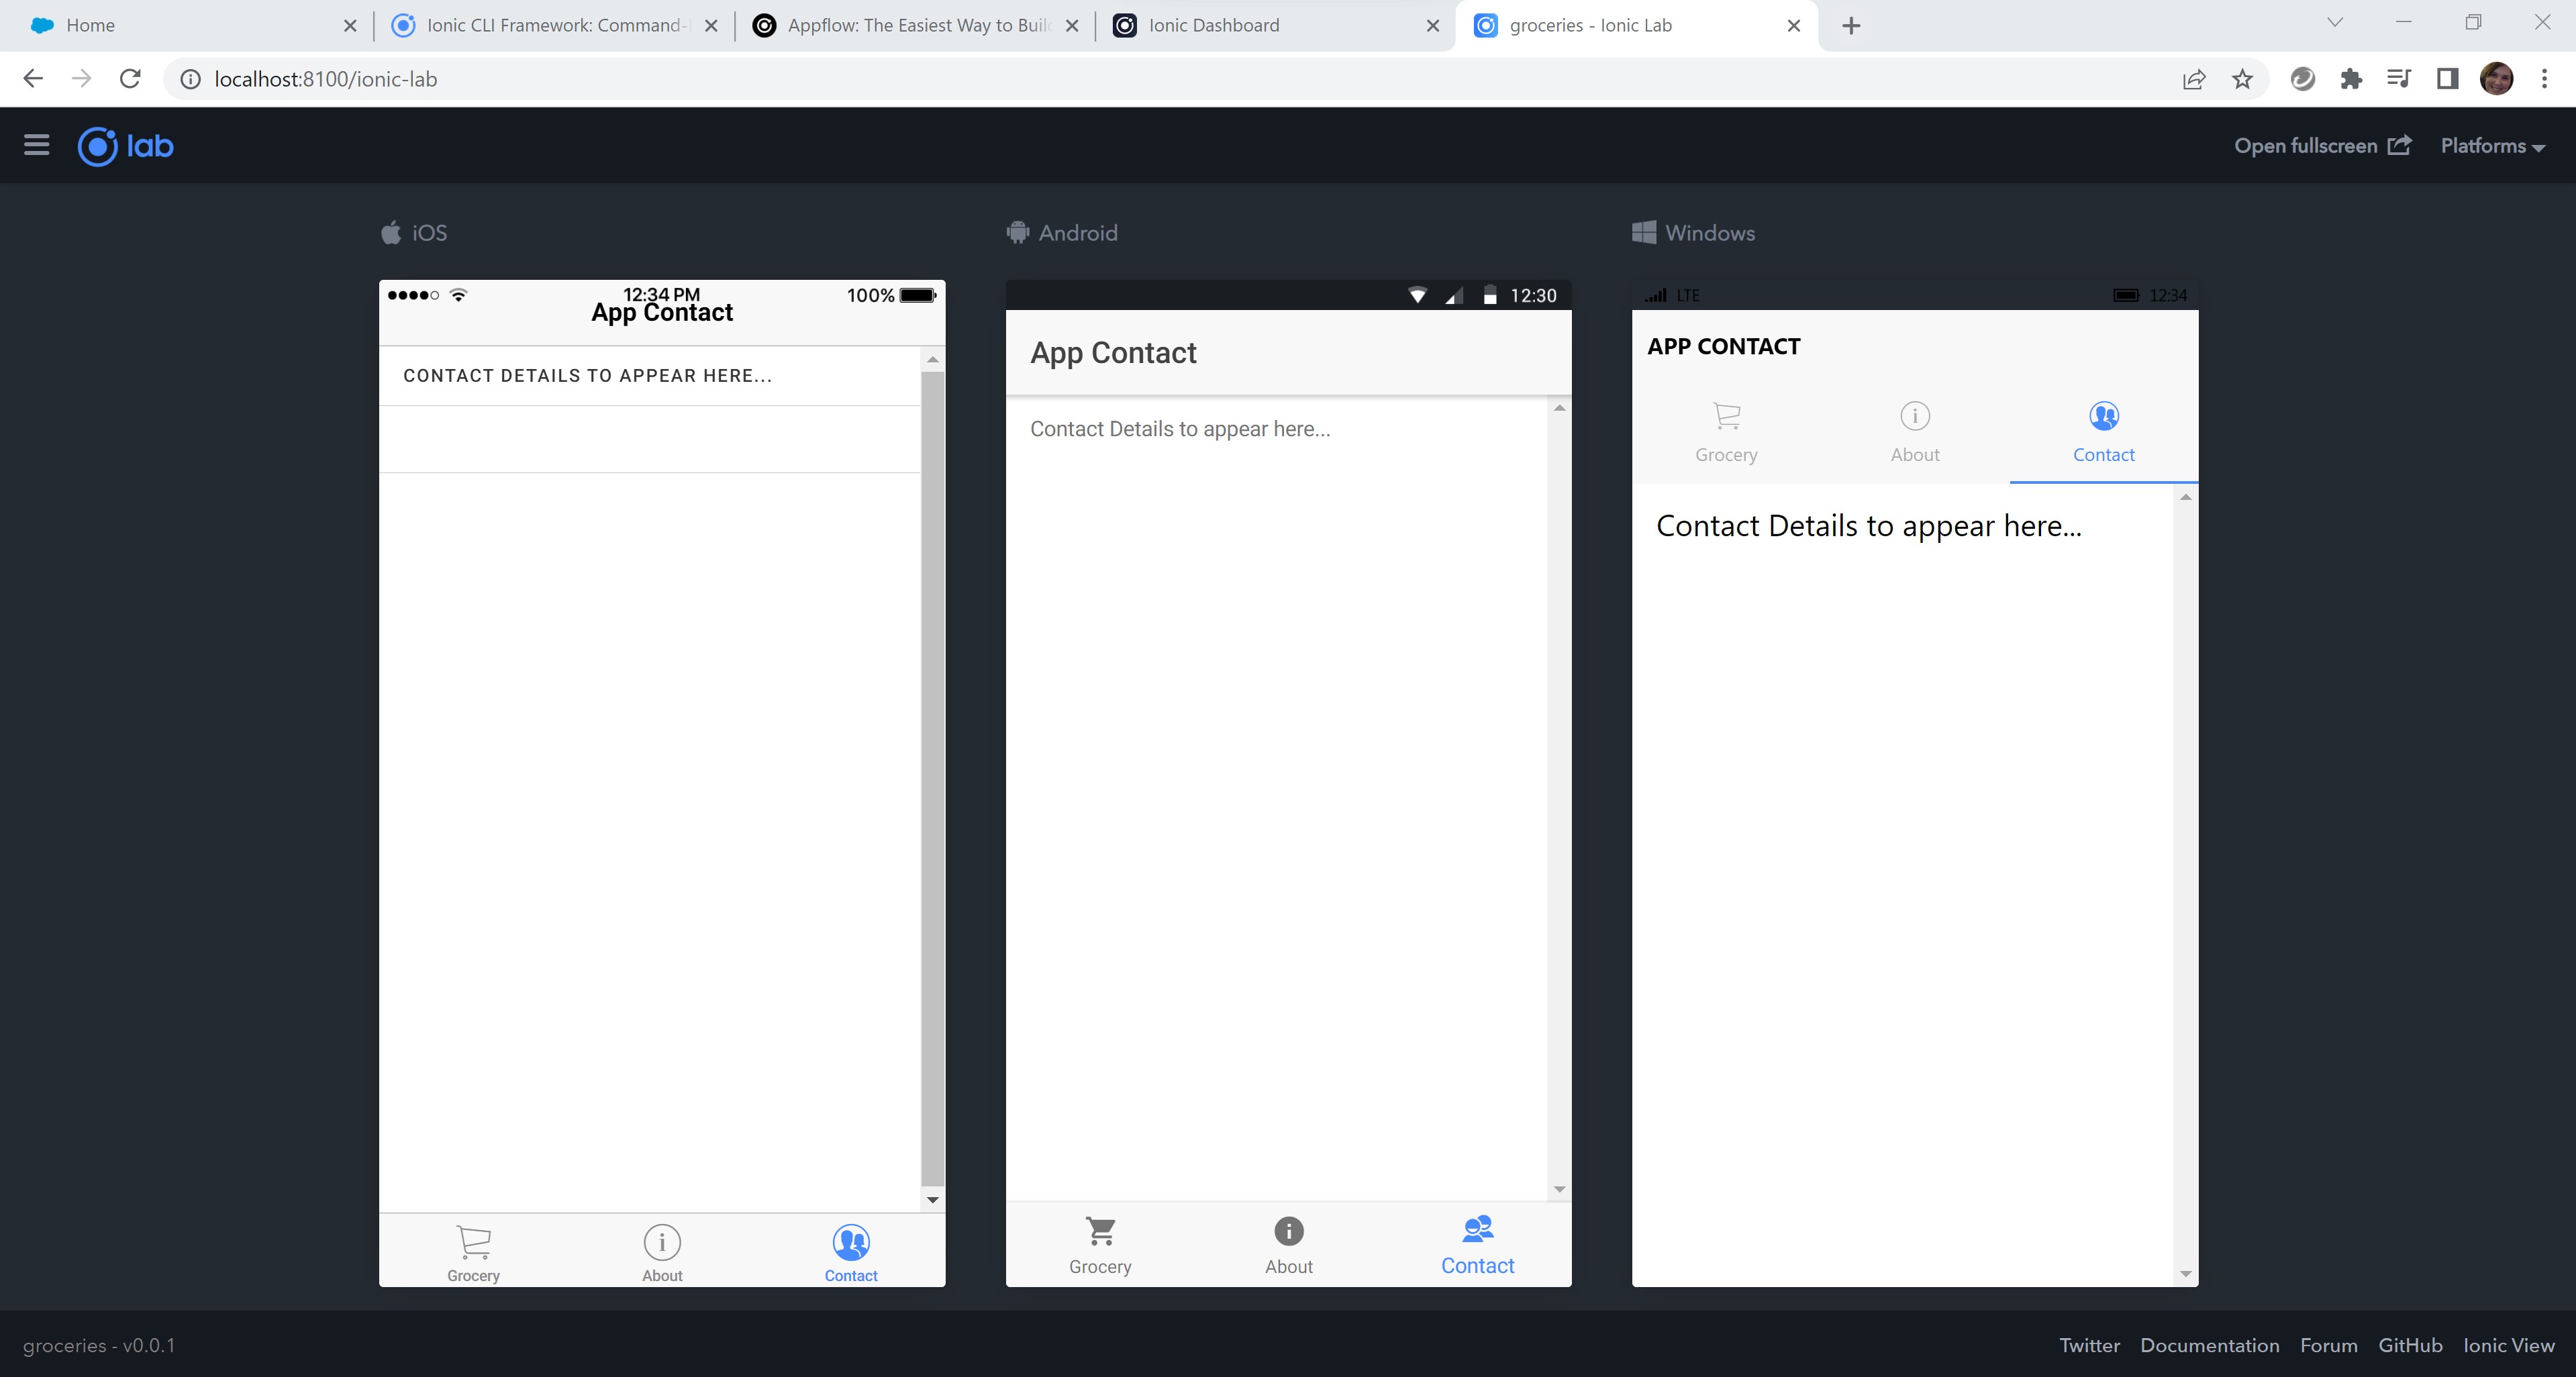 Home
Ionic CLI Framework: Command-
Appflow: The Easiest Way to Buil
Ionic Dashboard
groceries - Ionic Lab
localhost:8100/ionic-lab
lab
Open fullscreen
Platforms
iOS
Android
Windows
12:34 PM
100%
App Contact
CONTACT DETAILS TO APPEAR HERE...
Grocery
About
Contact
12:30
App Contact
Contact Details to appear here...
Grocery
About
Contact
LTE
12:34
APP CONTACT
Grocery
About
Contact
Contact Details to appear here...
groceries - v0.0.1
Twitter Documentation Forum GitHub Ionic View